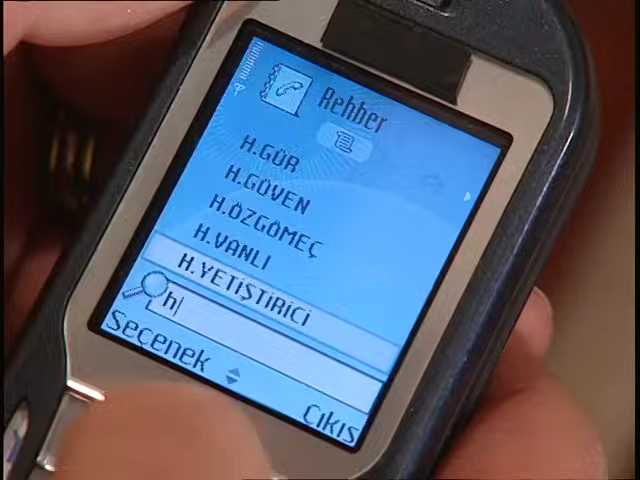 Rehber
H.GÜR
H.GÜVEN
H.ÖZGÖMEÇ
H.VANLI
H.YETİŞTİRİCİ
h
Seçenek
Çıkış